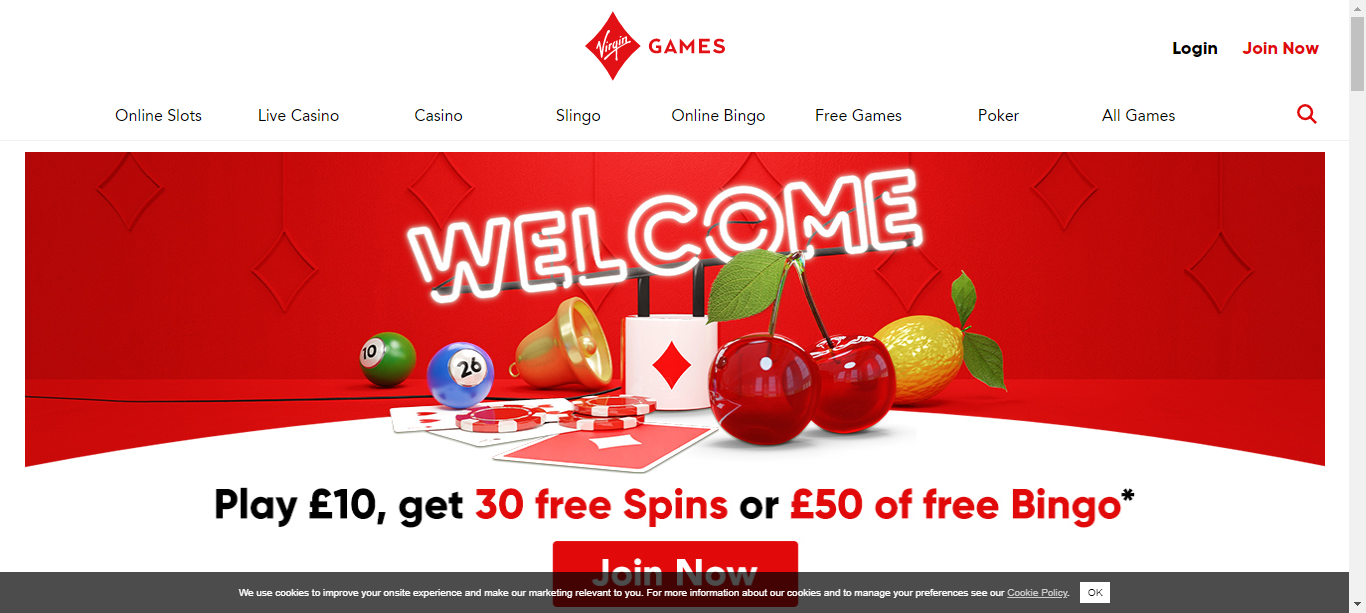 Virgin GAMES
Login Join Now
Online Slots Live Casino Casino Slingo Online Bingo Free Games Poker All Games
WELCOME
10
26
Play £10, get 30 free Spins or £50 of free Bingo*
Join Now
We use cookies to improve your onsite experience and make our marketing relevant to you. For more information about our cookies and to manage your preferences see our Cookie Policy. OK